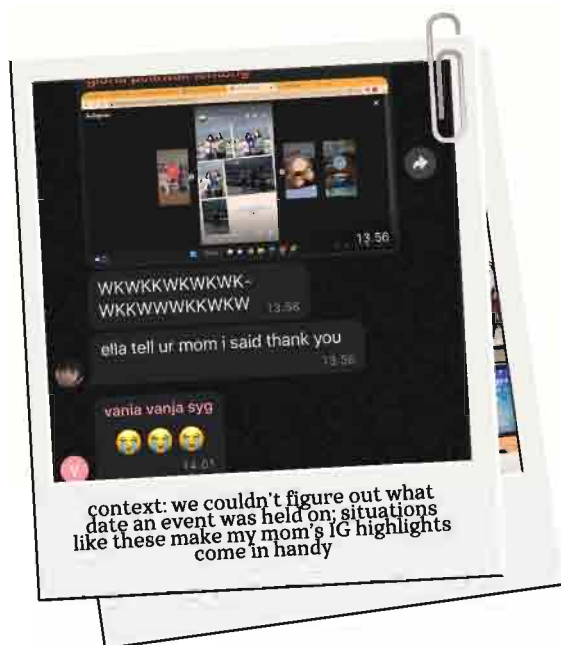 13.56
WKWKKWKWKWK-
WKKWWWKKWKW 13.56
ella tell ur mom i said thank you
13.56
vania vanja syg
😭😭😭
V
14.01
context: we couldn't figure out what
date an event was held on; situations
like these make my mom's IG highlights
come in handy